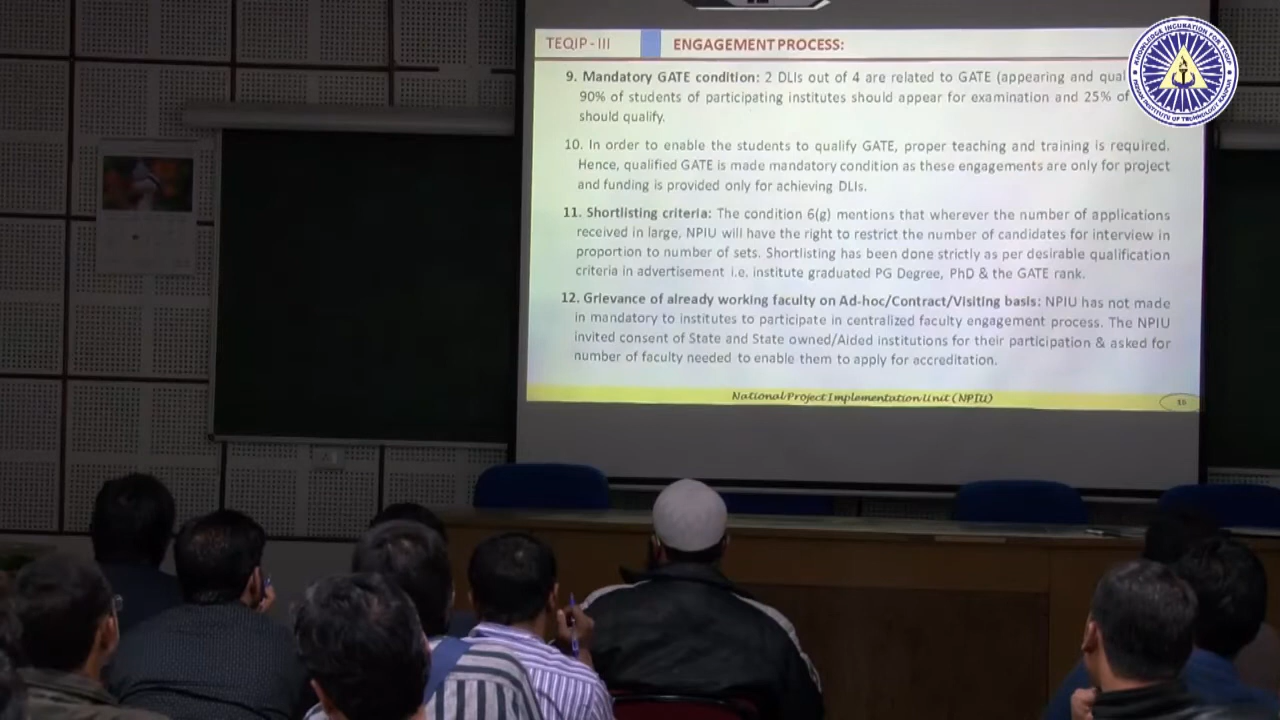 TEQIP - III
ENGAGEMENT PROCESS:
9. Mandatory GATE condition: 2 DLIs out of 4 are related to GATE (appearing and
90% of students of participating institutes should appear for examination and 25% of
should qualify.
10. In order to enable the students to qualify GATE, proper teaching and training is required.
Hence, qualified GATE is made mandatory condition as these engagements are only for project
and funding is provided only for achieving DLIs.
11. Shortlisting criteria: The condition 6(g) mentions that wherever the number of applications
received in large, NPIU will have the right to restrict the number of candidates for interview in
proportion to number of sets. Shortlisting has been done strictly as per desirable qualification
criteria in advertisement i.e. institute graduated PG Degree, PhD & the GATE rank.
12. Grievance of already working faculty on Ad-hoc/Contract/Visiting basis: NPIU has not made
in mandatory to institutes to participate in centralized faculty engagement process. The NPIU
invited consent of State and State owned/Aided institutions for their participation & asked for
number of faculty needed to enable them to apply for accreditation.
National Project Implementation Unit (NPIU)
KNOWLEDGE INCUBATION FOR TEQIP
INDIAN INSTITUTE OF TECHNOLOGY KANPUR